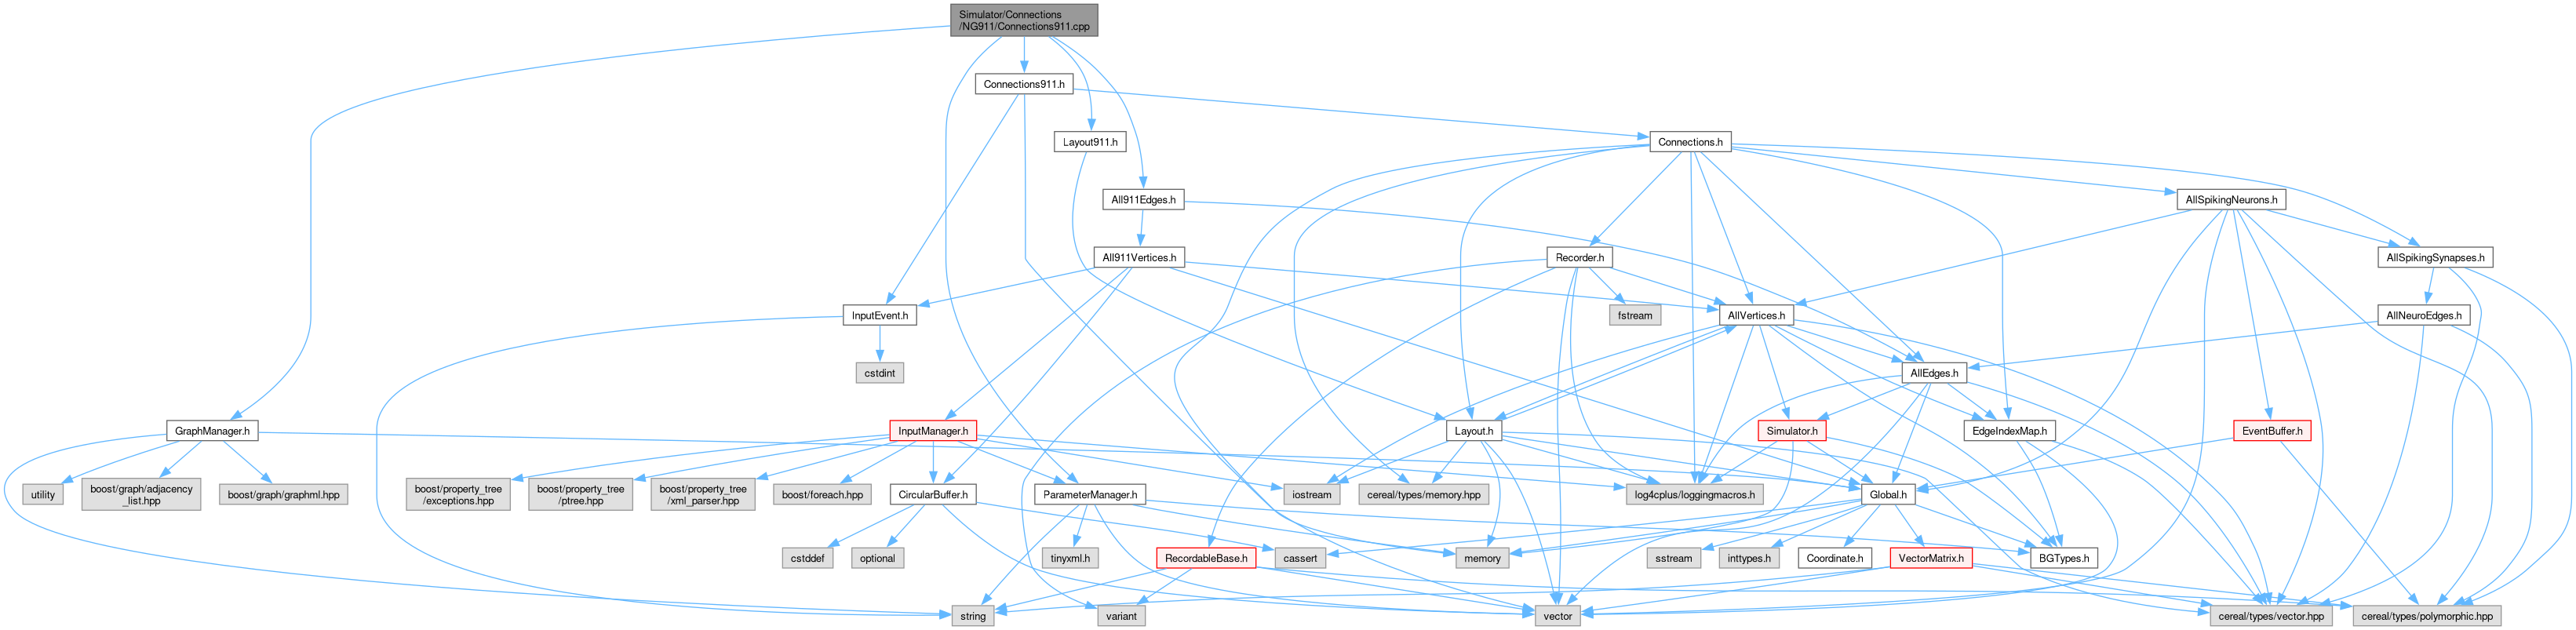 Simulator/Connections
/NG911/Connections911.cpp
Connections911.h
Layout911.h
Connections.h
All911Edges.h
AllSpikingNeurons.h
All911Vertices.h
Recorder.h
AllSpikingSynapses.h
InputEvent.h
fstream
AllVertices.h
AllNeuroEdges.h
cstdint
AllEdges.h
GraphManager.h
InputManager.h
Layout.h
Simulator.h
EdgeIndexMap.h
EventBuffer.h
utility
boost/graph/adjacency
_list.hpp
boost/graph/graphml.hpp
boost/property_tree
/exceptions.hpp
boost/property_tree
/ptree.hpp
boost/property_tree
/xml_parser.hpp
boost/foreach.hpp
CircularBuffer.h
ParameterManager.h
iostream
cereal/types/memory.hpp
log4cplus/loggingmacros.h
Global.h
cstddef
optional
tinyxml.h
RecordableBase.h
cassert
memory
sstream
inttypes.h
Coordinate.h
VectorMatrix.h
BGTypes.h
string
variant
vector
cereal/types/vector.hpp
cereal/types/polymorphic.hpp